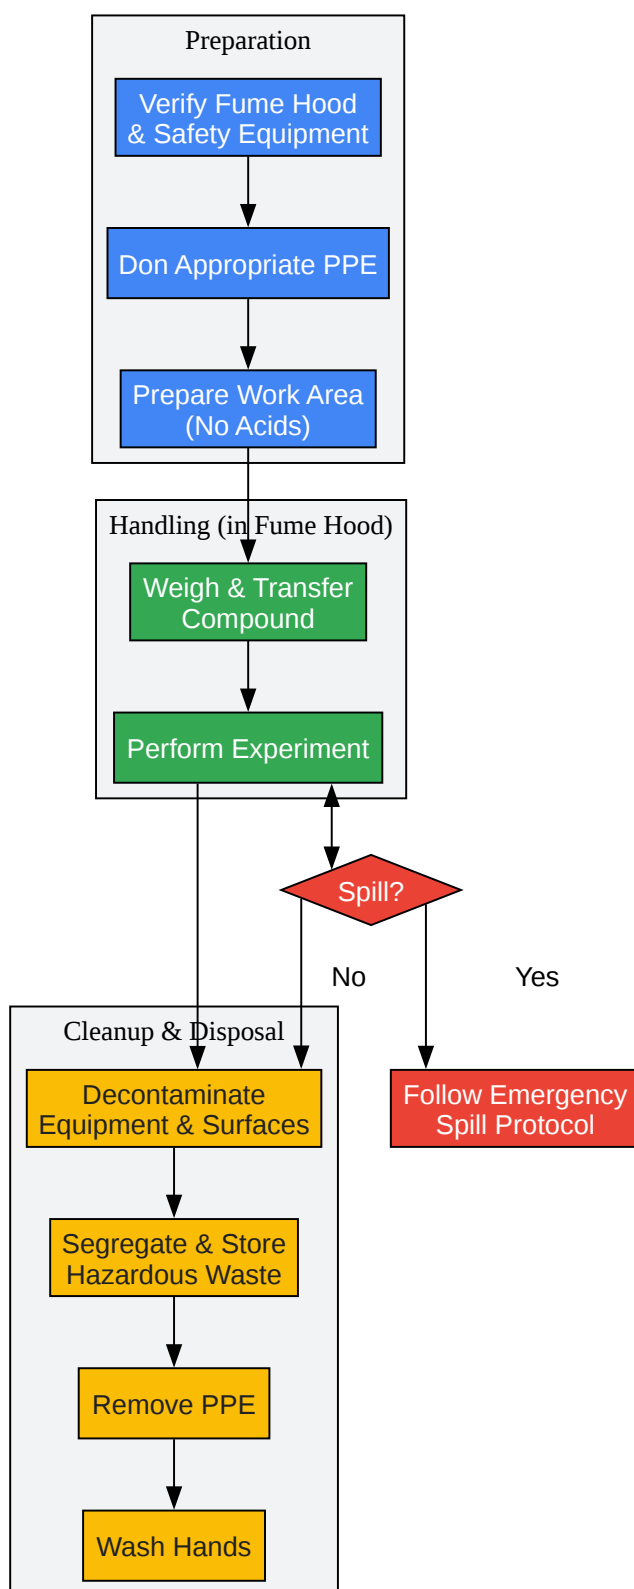 Preparation
Verify Fume Hood
& Safety Equipment
Don Appropriate PPE
Prepare Work Area
(No Acids)
Handling (in Fume Hood)
Weigh & Transfer
Compound
Perform Experiment
Spill?
No
Yes
Cleanup & Disposal
Decontaminate
Equipment & Surfaces
Follow Emergency
Spill Protocol
Segregate & Store
Hazardous Waste
Remove PPE
Wash Hands